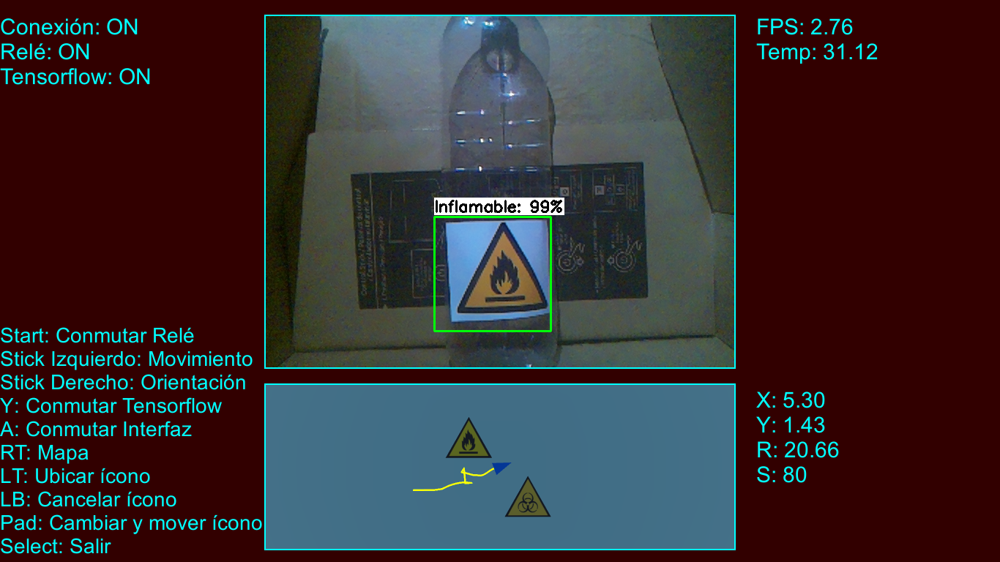 Conexión: ON
Relé: ON
Tensorflow: ON
FPS: 2.76
Temp: 31.12
Inflamable: 99%
Start: Conmutar Relé
Stick Izquierdo: Movimiento
Stick Derecho: Orientación
Y: Conmutar Tensorflow
A: Conmutar Interfaz
RT: Mapa
LT: Ubicar ícono
LB: Cancelar ícono
Pad: Cambiar y mover ícono
Select: Salir
X: 5.30
Y: 1.43
R: 20.66
S: 80